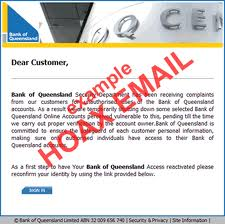 Bank of
Queensland
Dear Customer,
Bank of Queensland Security Department has been receiving complaints
from our customers for unauthorised uses of the Bank of Queensland
accounts. As a result we are temporarily shutting down some selected Bank of
Queensland Online Accounts perceived vulnerable to this, pending till the time
we carry out proper verification by the account owner. Bank of Queensland is
committed to ensure the safeguard of each customer personal information,
making sure only authorised individuals have access to their Bank of
Queensland accounts.
As a first step to have Your Bank of Queensland Access reactivated please
reconfirm your identity by using the link provided below.
SIGN IN
example
HOAX EMAIL
© Bank of Queensland Limited ABN 32 009 656 740 | Security & Privacy | Site Information |